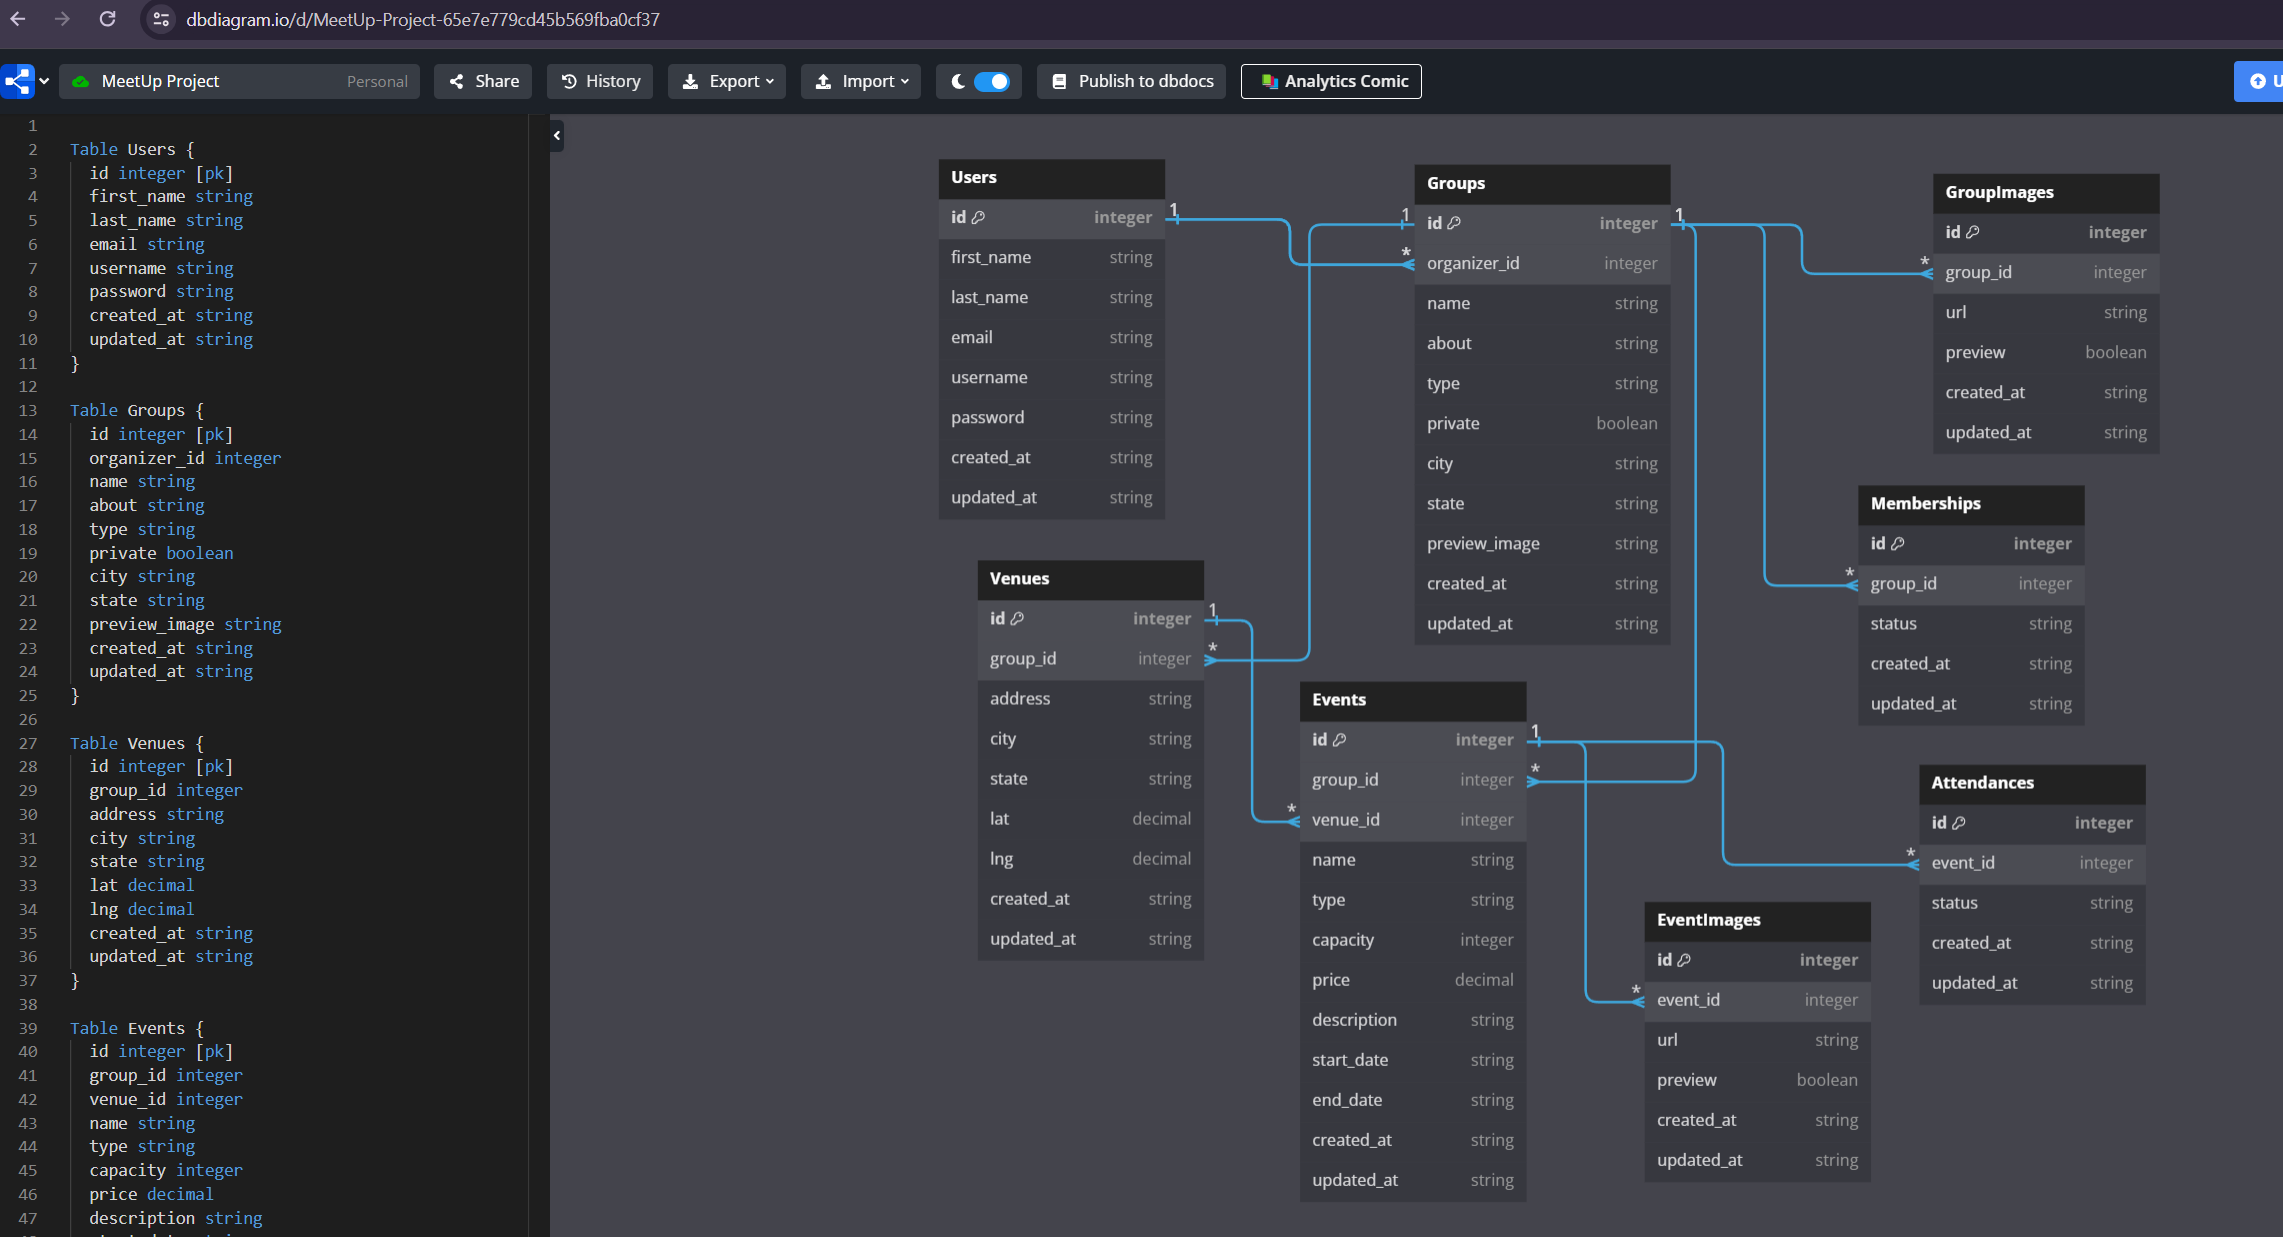 dbdiagram.io/d/MeetUp-Project-65e7e779cd45b569fba0cf37
MeetUp Project Personal Share History Export Import Publish to dbdocs Analytics Comic U
1
2 Table Users {
3 id integer [pk]
4 first_name string
5 last_name string
6 email string
7 username string
8 password string
9 created_at string
10 updated_at string
11 }
12
13 Table Groups {
14 id integer [pk]
15 organizer_id integer
16 name string
17 about string
18 type string
19 private boolean
20 city string
21 state string
22 preview_image string
23 created_at string
24 updated_at string
25 }
26
27 Table Venues {
28 id integer [pk]
29 group_id integer
30 address string
31 city string
32 state string
33 lat decimal
34 lng decimal
35 created_at string
36 updated_at string
37 }
38
39 Table Events {
40 id integer [pk]
41 group_id integer
42 venue_id integer
43 name string
44 type string
45 capacity integer
46 price decimal
47 description string
Users
id integer 1
first_name string
last_name string
email string
username string
password string
created_at string
updated_at string
Groups
1 id integer 1
* organizer_id integer
name string
about string
type string
private boolean
city string
state string
preview_image string
created_at string
updated_at string
GroupImages
id integer
* group_id integer
url string
preview boolean
created_at string
updated_at string
Memberships
id integer
* group_id integer
status string
created_at string
updated_at string
Venues
id integer 1
group_id integer *
address string
city string
state string
lat decimal
lng decimal
created_at string
updated_at string
Events
id integer 1
group_id integer *
* venue_id integer
name string
type string
capacity integer
price decimal
description string
start_date string
end_date string
created_at string
updated_at string
Attendances
id integer
* event_id integer
status string
created_at string
updated_at string
EventImages
id integer
* event_id integer
url string
preview boolean
created_at string
updated_at string